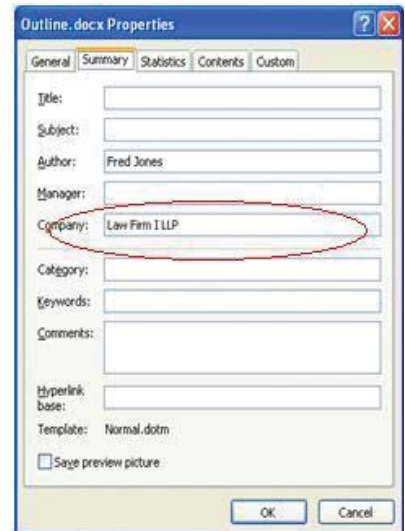 Outline.docx Properties
General Summary Statistics Contents Custom
Title:
Subject:
Author: Fred Jones
Manager:
Company: Law Firm I LLP
Category:
Keywords:
Comments:
Hyperlink
base:
Template: Normal.dotm
Save preview picture
OK Cancel